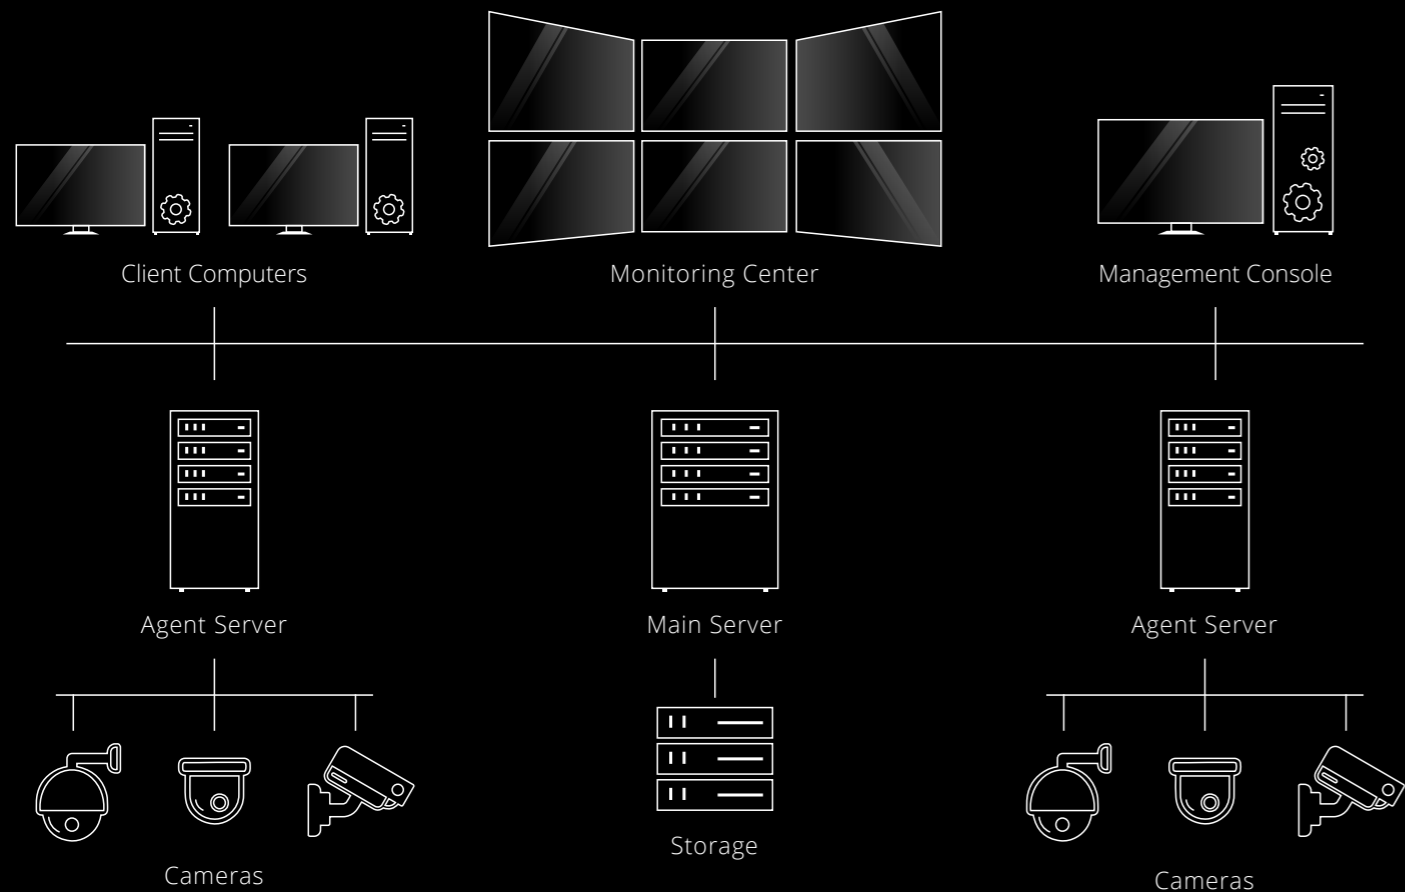 Client Computers
Monitoring Center
Management Console
Agent Server
Main Server
Agent Server
Storage
Cameras
Cameras